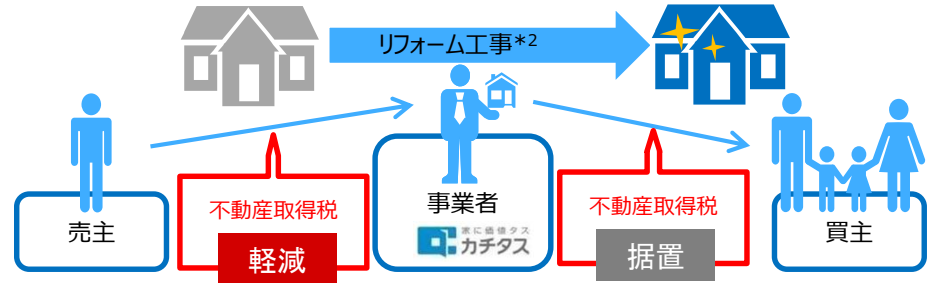 リフォーム工事*2
不動産取得税
軽減
不動産取得税
据置
売主
事業者
家に価値タス
カチタス
買主